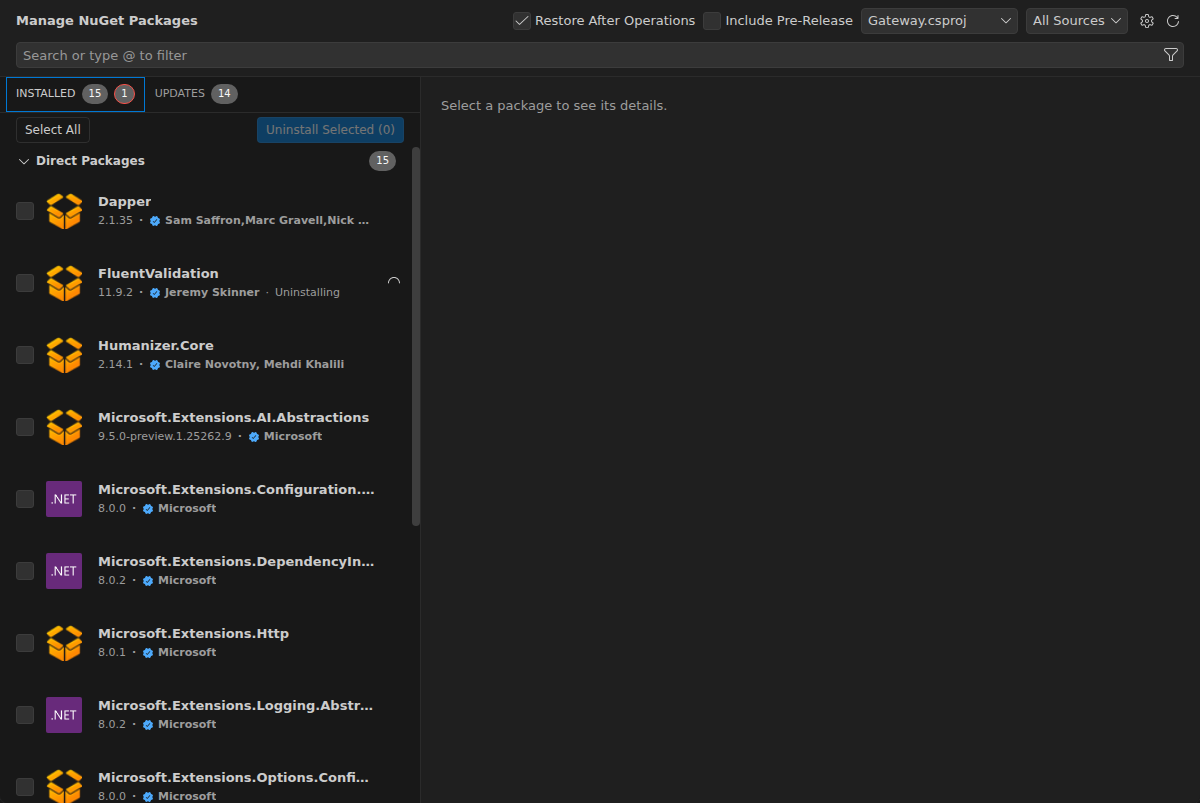 Manage NuGet Packages
Restore After Operations
Include Pre-Release
Gateway.csproj
All Sources
Search or type @ to filter
INSTALLED 15 1
UPDATES 14
Select All
Uninstall Selected (0)
Select a package to see its details.
Direct Packages 15
Dapper
2.1.35 · Sam Saffron,Marc Gravell,Nick ...
FluentValidation
11.9.2 · Jeremy Skinner · Uninstalling
Humanizer.Core
2.14.1 · Claire Novotny, Mehdi Khalili
Microsoft.Extensions.AI.Abstractions
9.5.0-preview.1.25262.9 · Microsoft
.NET
Microsoft.Extensions.Configuration....
8.0.0 · Microsoft
.NET
Microsoft.Extensions.DependencyIn...
8.0.2 · Microsoft
Microsoft.Extensions.Http
8.0.1 · Microsoft
.NET
Microsoft.Extensions.Logging.Abstr...
8.0.2 · Microsoft
Microsoft.Extensions.Options.Confi...
8.0.0 · Microsoft